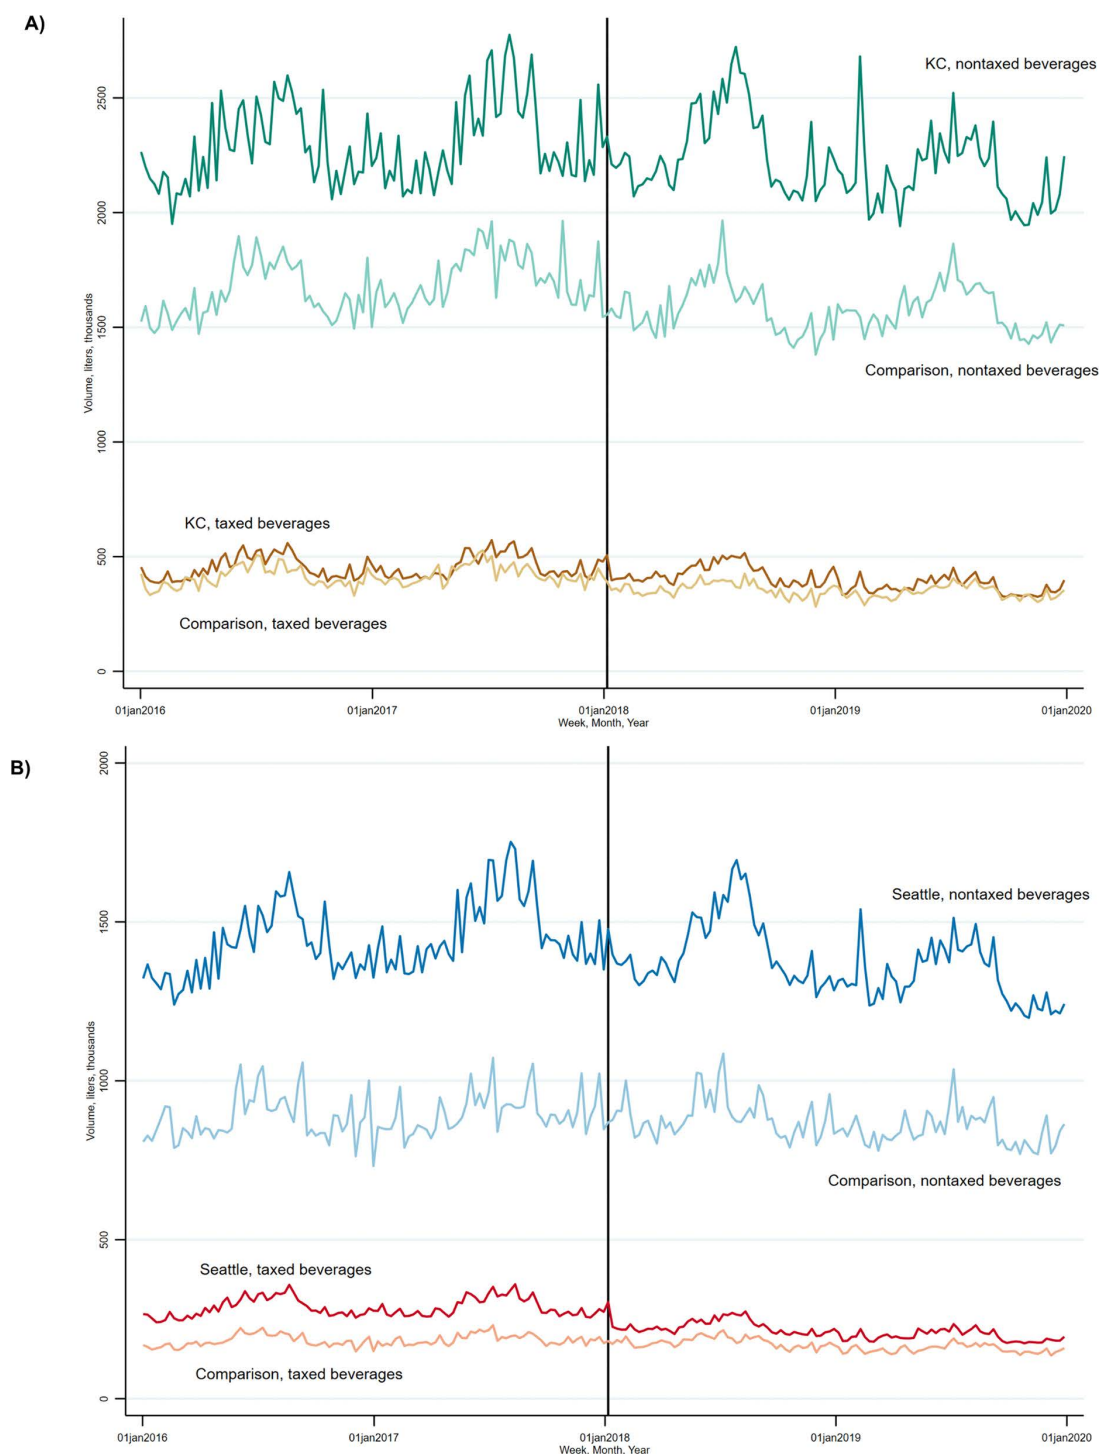 A)
KC, nontaxed beverages
2500
2000
Comparison, nontaxed beverages
1500
Volume, liters, thousands
1000
KC, taxed beverages
500
Comparison, taxed beverages
0
01jan2016 01jan2017 01jan2018 01jan2019 01jan2020
Week, Month, Year
B)
2000
Seattle, nontaxed beverages
1500
Volume, liters, thousands
1000
Comparison, nontaxed beverages
500
Seattle, taxed beverages
Comparison, taxed beverages
0
01jan2016 01jan2017 01jan2018 01jan2019 01jan2020
Week, Month, Year